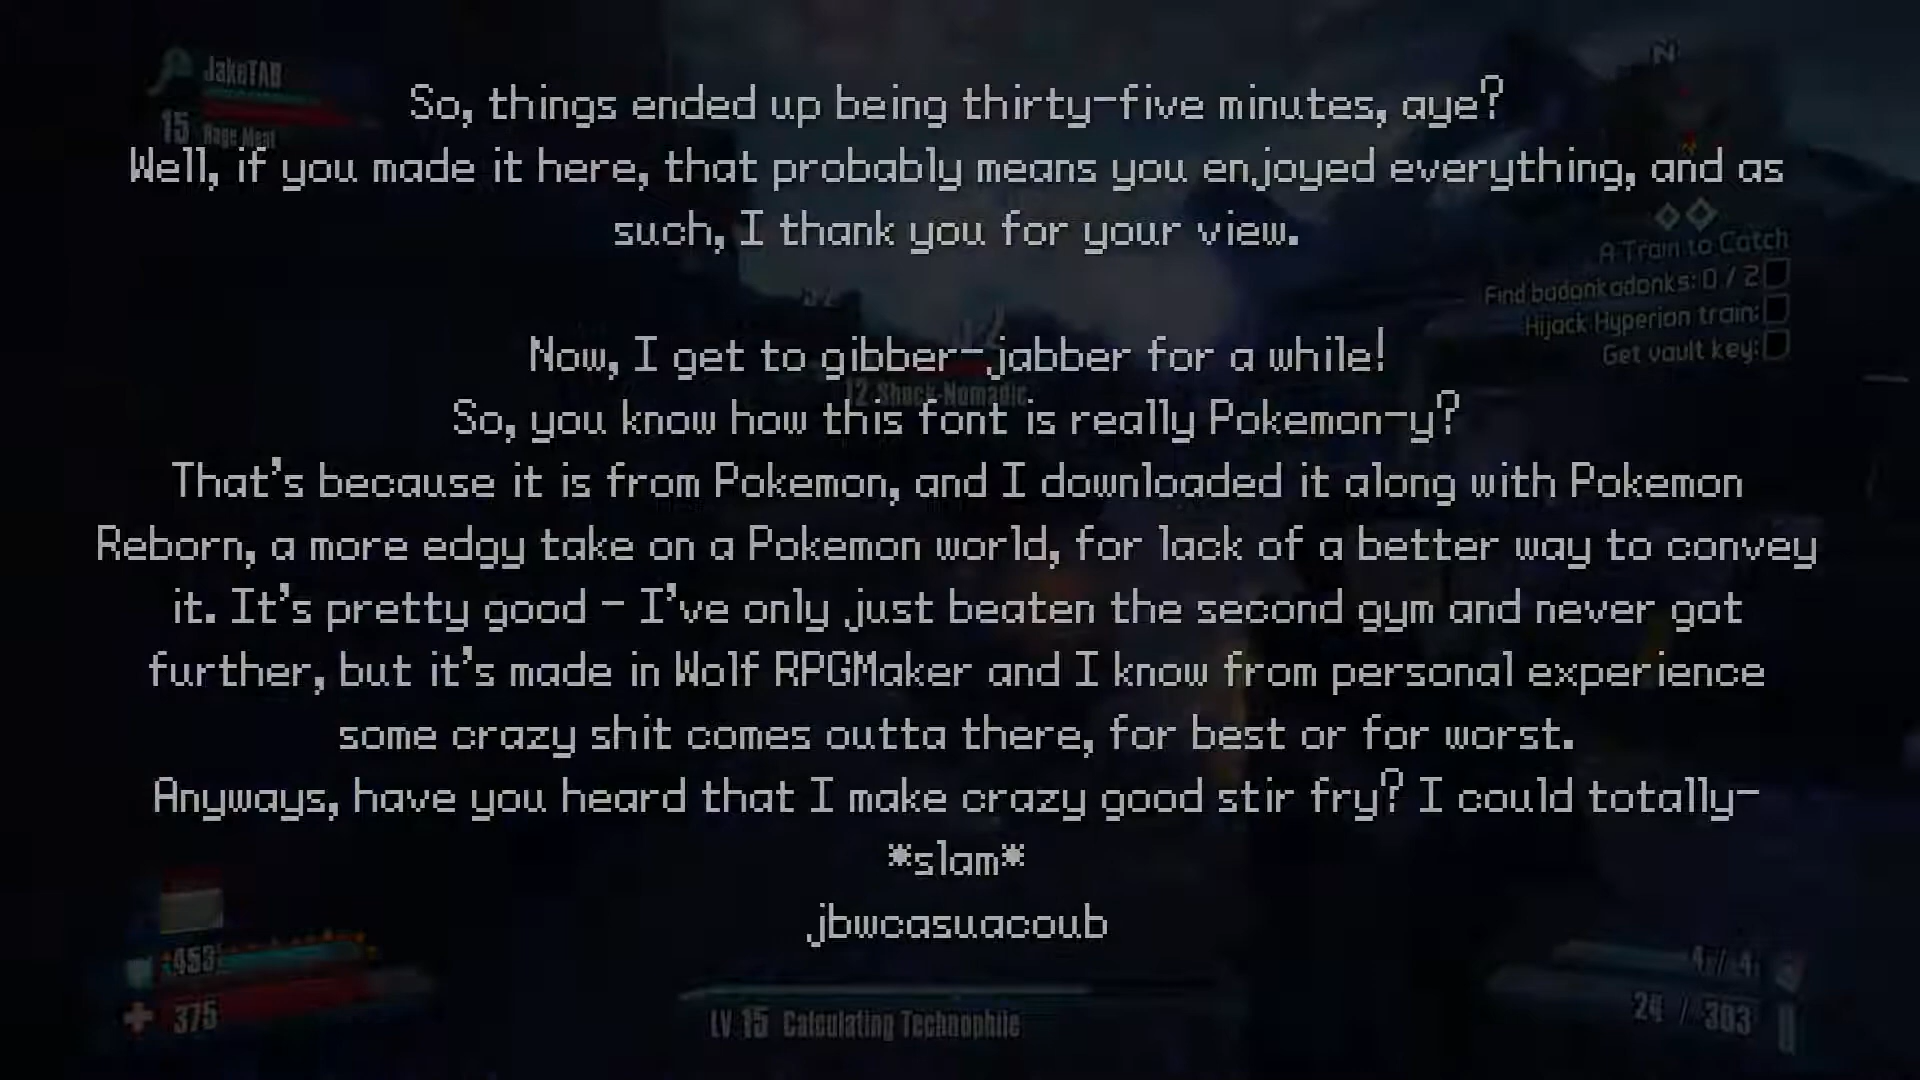 JakeTAB
15
N
So, things ended up being thirty-five minutes, aye?
Well, if you made it here, that probably means you enjoyed everything, and as
such, I thank you for your view.
A Train to Catch
Find badonkadonks: 0 / 2
Hijack Hyperion train:
Get vault key:
Now, I get to gibber-jabber for a while!
12 Shock Nomad
So, you know how this font is really Pokemon-y?
That's because it is from Pokemon, and I downloaded it along with Pokemon
Reborn, a more edgy take on a Pokemon world, for lack of a better way to convey
it. It's pretty good - I've only just beaten the second gym and never got
further, but it's made in Wolf RPGMaker and I know from personal experience
some crazy shit comes outta there, for best or for worst.
Anyways, have you heard that I make crazy good stir fry? I could totally-
*slam*
jbwcasuacoub
453
375
LV 15 Calculating Technophile
24 / 303